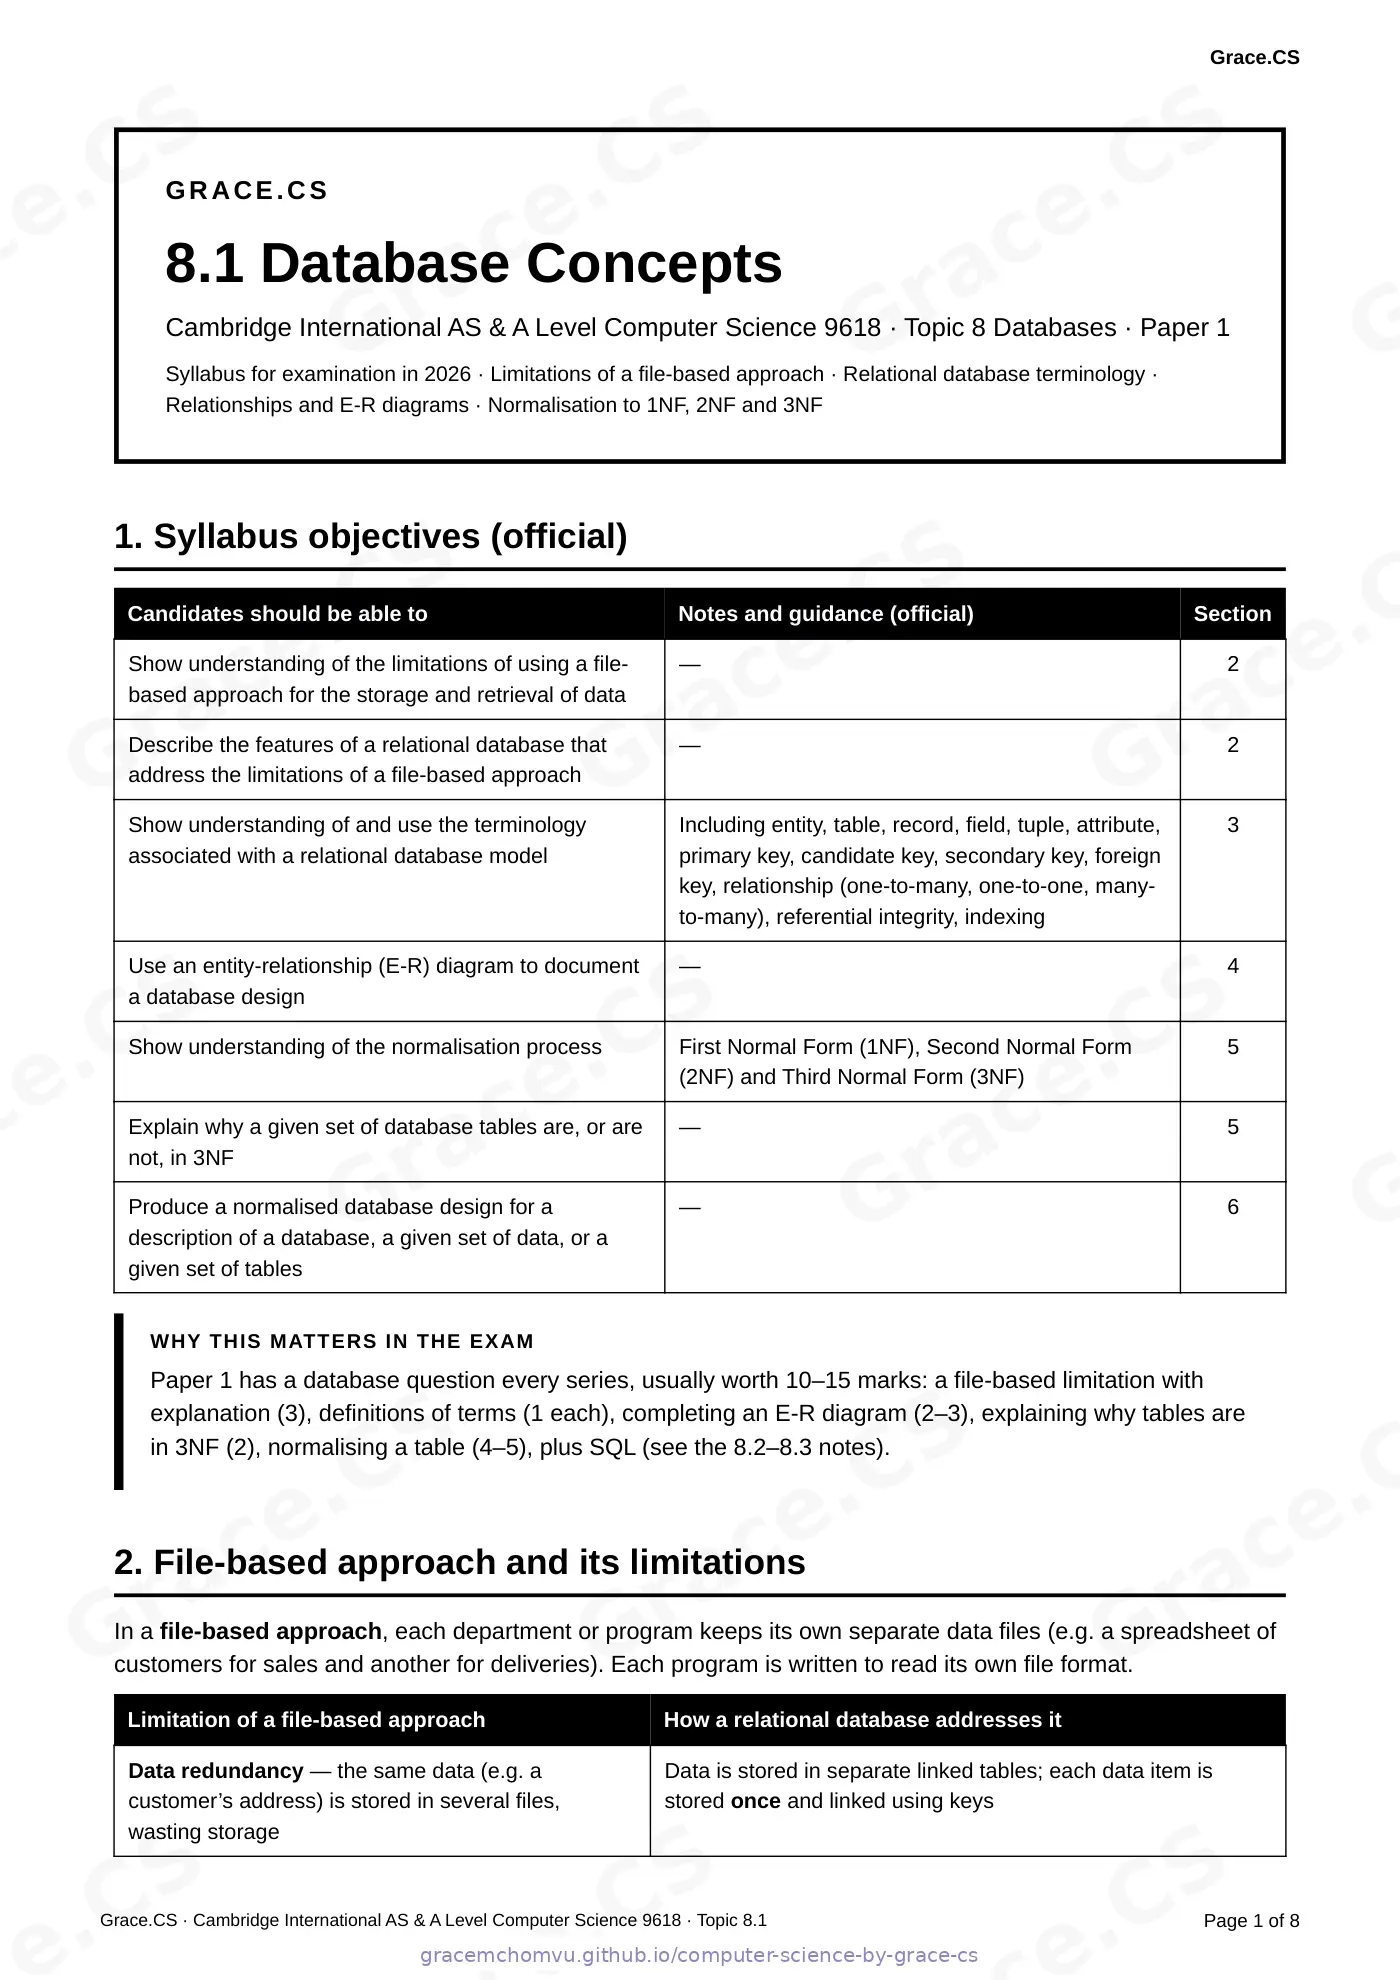 Grace.CS
GRACE.CS
8.1 Database Concepts
Cambridge International AS & A Level Computer Science 9618 · Topic 8 Databases · Paper 1
Syllabus for examination in 2026 · Limitations of a file-based approach · Relational database terminology ·
Relationships and E-R diagrams · Normalisation to 1NF, 2NF and 3NF
1. Syllabus objectives (official)
Candidates should be able to
Notes and guidance (official)
Section
Show understanding of the limitations of using a file-
based approach for the storage and retrieval of data
—
2
Describe the features of a relational database that
address the limitations of a file-based approach
—
2
Show understanding of and use the terminology
associated with a relational database model
Including entity, table, record, field, tuple, attribute,
primary key, candidate key, secondary key, foreign
key, relationship (one-to-many, one-to-one, many-
to-many), referential integrity, indexing
3
Use an entity-relationship (E-R) diagram to document
a database design
—
4
Show understanding of the normalisation process
First Normal Form (1NF), Second Normal Form
(2NF) and Third Normal Form (3NF)
5
Explain why a given set of database tables are, or are
not, in 3NF
—
5
Produce a normalised database design for a
description of a database, a given set of data, or a
given set of tables
—
6
WHY THIS MATTERS IN THE EXAM
Paper 1 has a database question every series, usually worth 10–15 marks: a file-based limitation with
explanation (3), definitions of terms (1 each), completing an E-R diagram (2–3), explaining why tables are
in 3NF (2), normalising a table (4–5), plus SQL (see the 8.2–8.3 notes).
2. File-based approach and its limitations
In a file-based approach, each department or program keeps its own separate data files (e.g. a spreadsheet of
customers for sales and another for deliveries). Each program is written to read its own file format.
Limitation of a file-based approach
How a relational database addresses it
Data redundancy — the same data (e.g. a
customer’s address) is stored in several files,
wasting storage
Data is stored in separate linked tables; each data item is
stored once and linked using keys
Grace.CS · Cambridge International AS & A Level Computer Science 9618 · Topic 8.1
Page 1 of 8
gracemchomvu.github.io/computer-science-by-grace-cs